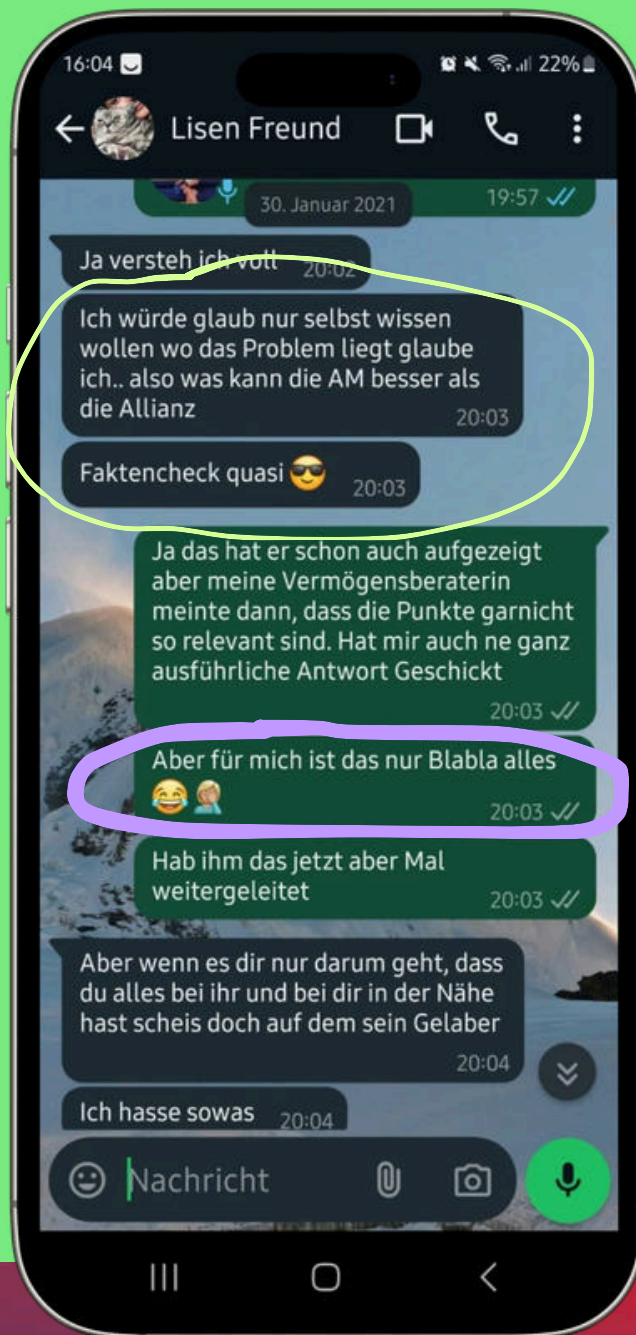 16:04
22%
Lisen Freund
19:57
30. Januar 2021
Ja versteh ich voll 20:02
Ich würde glaub nur selbst wissen
wollen wo das Problem liegt glaube
ich.. also was kann die AM besser als
die Allianz
20:03
Faktencheck quasi 😎 20:03
Ja das hat er schon auch aufgezeigt
aber meine Vermögensberaterin
meinte dann, dass die Punkte garnicht
so relevant sind. Hat mir auch ne ganz
ausführliche Antwort Geschickt
20:03
Aber für mich ist das nur Blabla alles
😂🤦🏼 20:03
Hab ihm das jetzt aber Mal
weitergeleitet 20:03
Aber wenn es dir nur darum geht, dass
du alles bei ihr und bei dir in der Nähe
hast scheis doch auf dem sein Gelaber
20:04
Ich hasse sowas 20:04
Nachricht